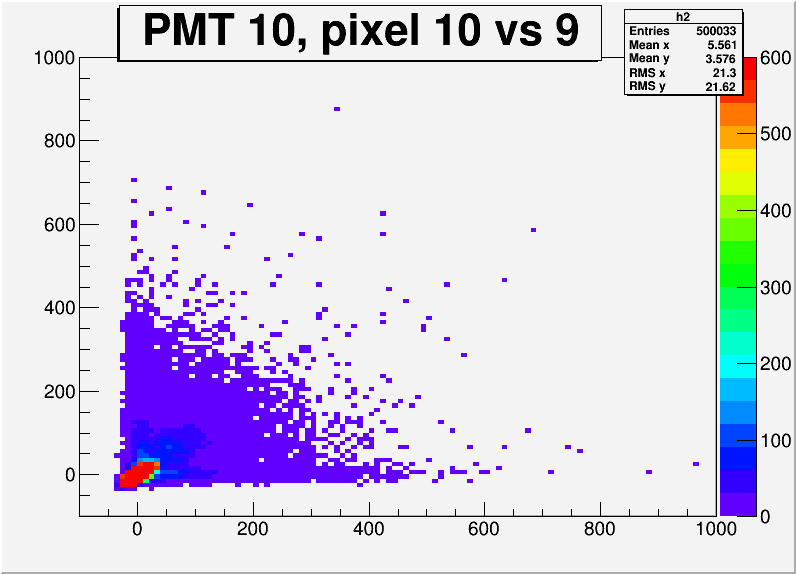 PMT 10, pixel 10 vs 9
h2
Entries 500033
Mean x 5.561
Mean y 3.576
RMS x 21.3
RMS y 21.62
1000
800
600
400
200
0
0 200 400 600 800 1000
600
500
400
300
200
100
0